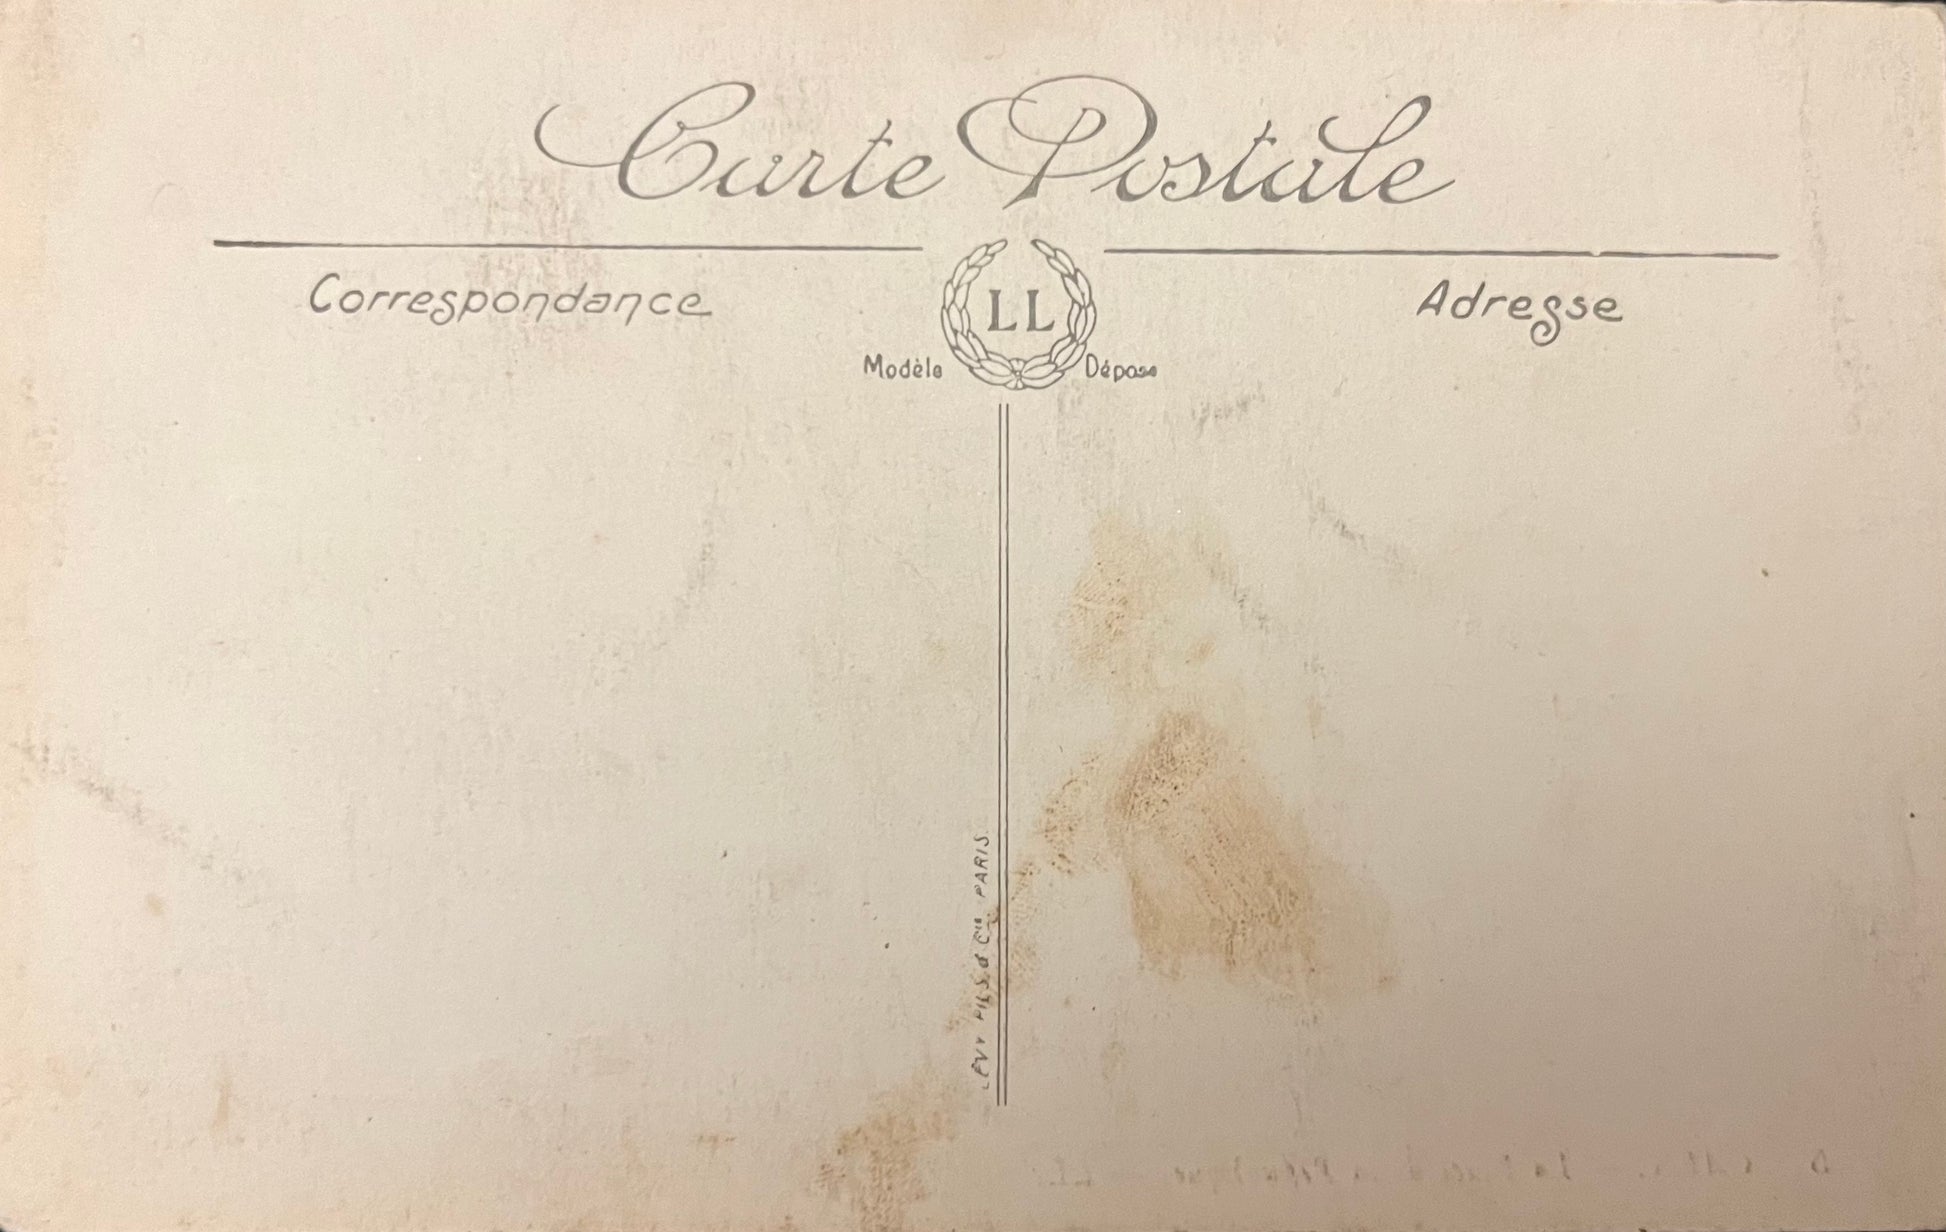 Carte Postale
Correspondance
LL
Adresse
Modèle Déposé
LÉVY FILS & Cie PARIS